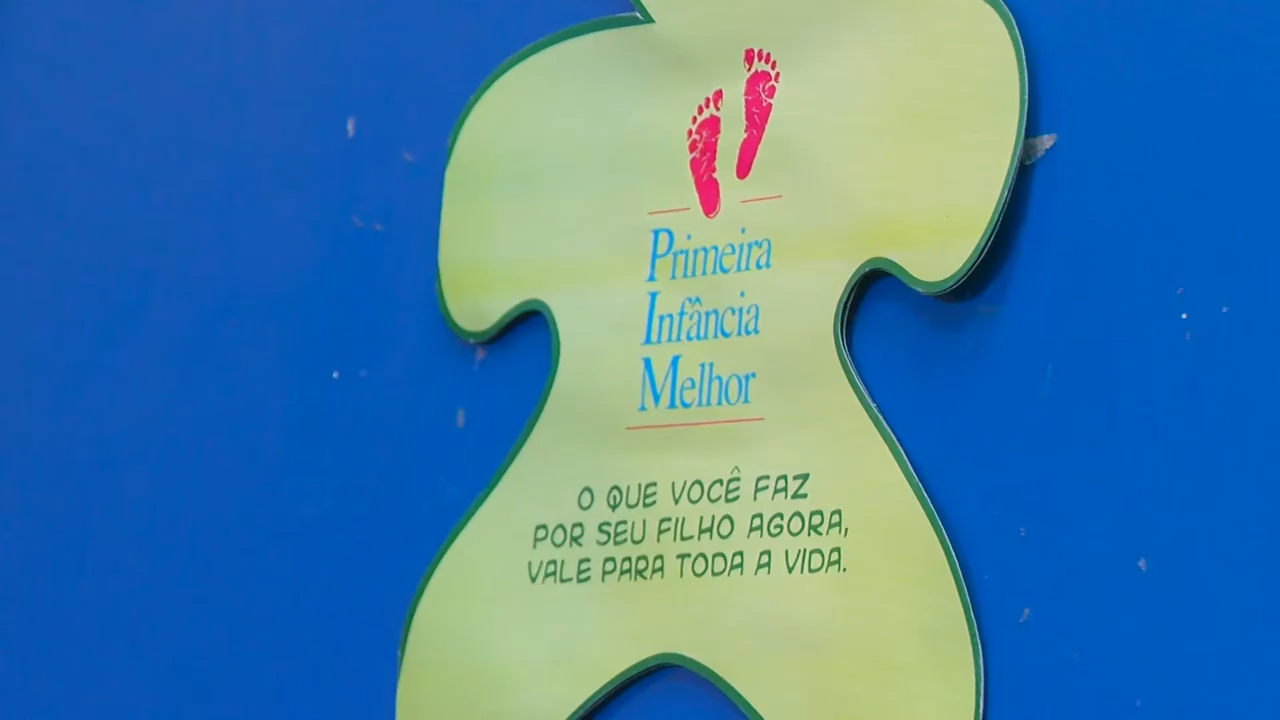 Primeira
Infância
Melhor
O QUE VOCÊ FAZ
POR SEU FILHO AGORA,
VALE PARA TODA A VIDA.